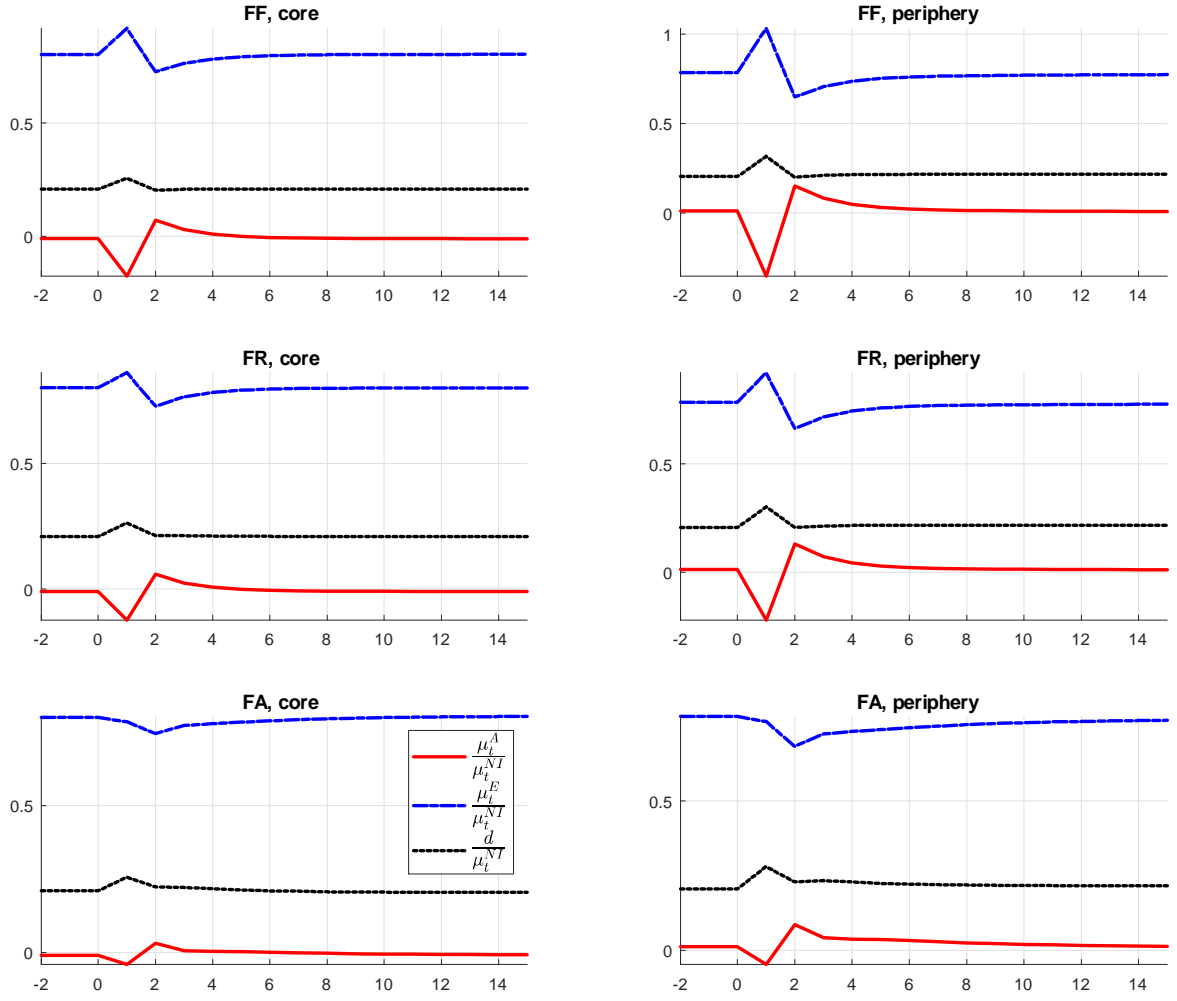 FF, core
0.5
0
-2 0 2 4 6 8 10 12 14
FF, periphery
1
0.5
0
-2 0 2 4 6 8 10 12 14
FR, core
0.5
0
-2 0 2 4 6 8 10 12 14
FR, periphery
0.5
0
-2 0 2 4 6 8 10 12 14
FA, core
0.5
0
-2 0 2 4 6 8 10 12 14
μ_t^A
μ_t^{NI}
μ_t^E
μ_t^{NI}
d
μ_t^{NI}
FA, periphery
0.5
0
-2 0 2 4 6 8 10 12 14